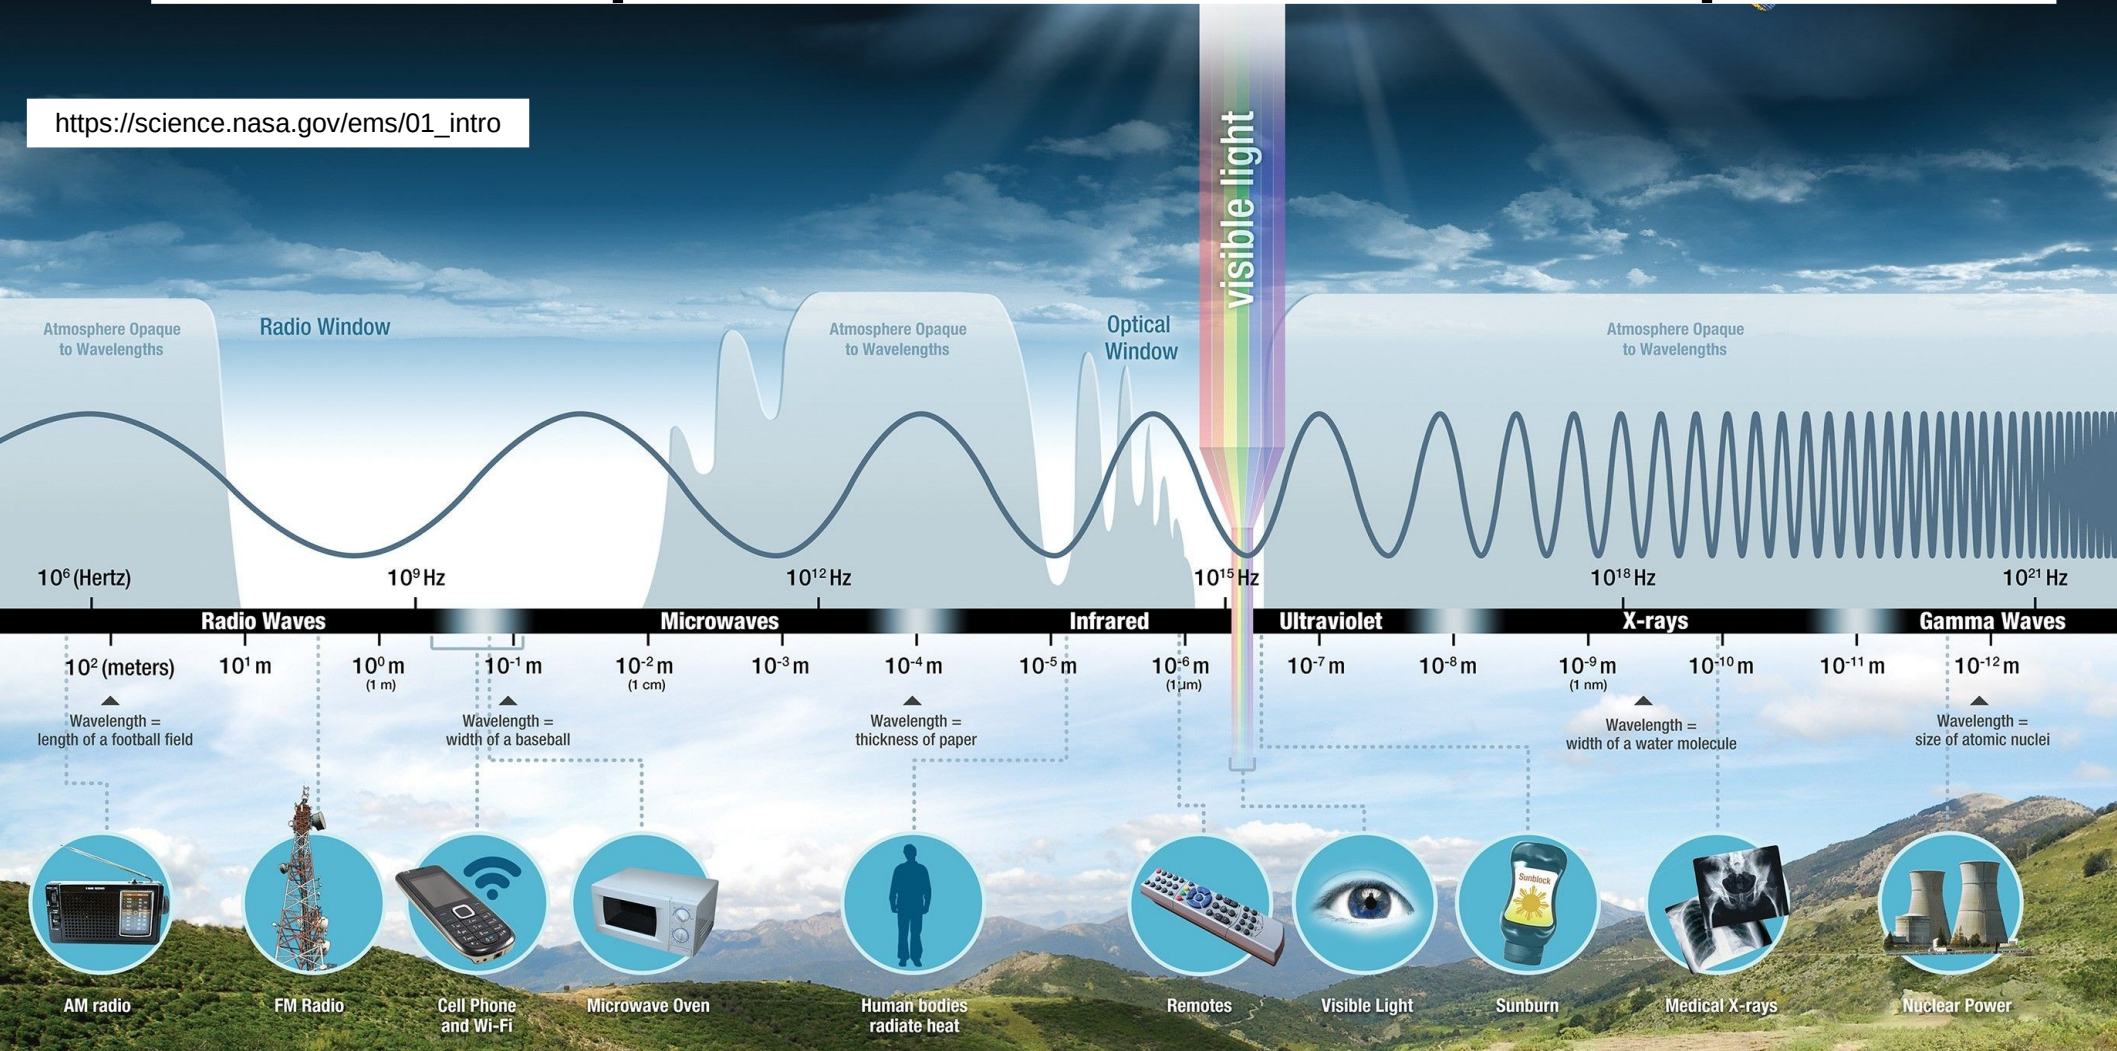 https://science.nasa.gov/ems/01_intro
visible light
Atmosphere Opaque
to Wavelengths
Radio Window
Atmosphere Opaque
to Wavelengths
Optical
Window
Atmosphere Opaque
to Wavelengths
10⁶ (Hertz) 10⁹ Hz 10¹² Hz 10¹⁵ Hz 10¹⁸ Hz 10²¹ Hz
Radio Waves Microwaves Infrared Ultraviolet X-rays Gamma Waves
10² (meters) 10¹ m 10⁰ m 10⁻¹ m 10⁻² m 10⁻³ m 10⁻⁴ m 10⁻⁵ m 10⁻⁶ m 10⁻⁷ m 10⁻⁸ m 10⁻⁹ m 10⁻¹⁰ m 10⁻¹¹ m 10⁻¹² m
(1 m) (1 cm) (1µm) (1 nm)
Wavelength =
length of a football field
Wavelength =
width of a baseball
Wavelength =
thickness of paper
Wavelength =
width of a water molecule
Wavelength =
size of atomic nuclei
Sunblock
AM radio
FM Radio
Cell Phone
and Wi-Fi
Microwave Oven
Human bodies
radiate heat
Remotes
Visible Light
Sunburn
Medical X-rays
Nuclear Power